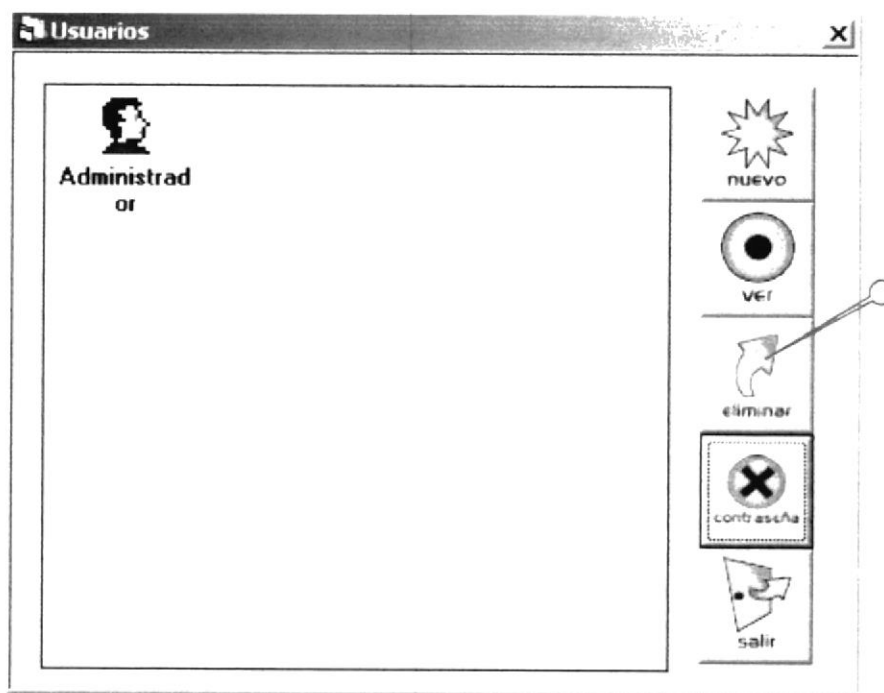 Usuarios
Administrad
or
nuevo
ver
eliminar
contraseña
salir